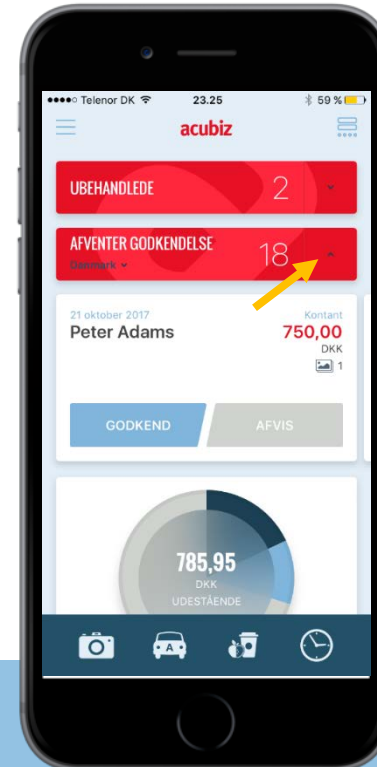 Telenor DK 23.25 59 %
acubiz
UBEHANDLEDE 2
AFVENTER GODKENDELSE 18
Danmark
21 oktober 2017 Kontant
Peter Adams 750,00
DKK
1
GODKEND AFVIS
785,95
DKK
UDESTÅENDE
A